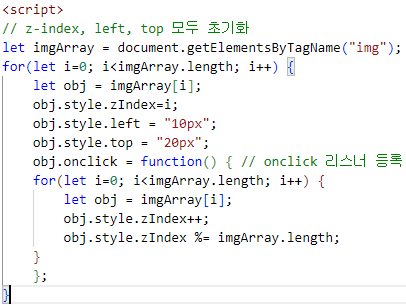 <script>
// z-index, left, top 모두 초기화
let imgArray = document.getElementsByTagName("img");
for(let i=0; i<imgArray.length; i++) {
    let obj = imgArray[i];
    obj.style.zIndex=i;
    obj.style.left = "10px";
    obj.style.top = "20px";
    obj.onclick = function() { // onclick 리스너 등록
    for(let i=0; i<imgArray.length; i++) {
        let obj = imgArray[i];
        obj.style.zIndex++;
        obj.style.zIndex %= imgArray.length;
    }
    };
}